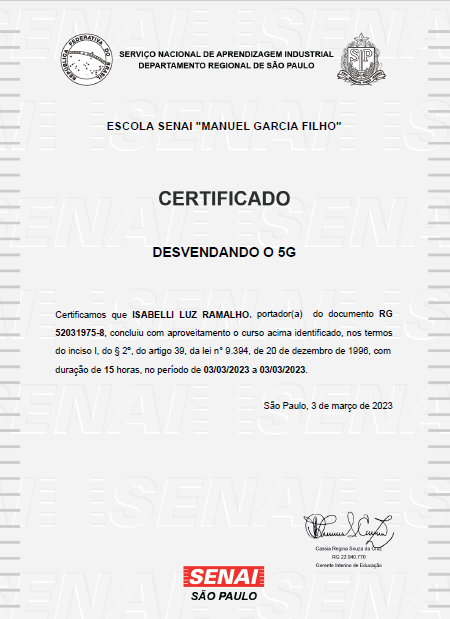 REPÚBLICA FEDERATIVA DO BRASIL
SERVIÇO NACIONAL DE APRENDIZAGEM INDUSTRIAL
DEPARTAMENTO REGIONAL DE SÃO PAULO
ESCOLA SENAI "MANUEL GARCIA FILHO"
CERTIFICADO
DESVENDANDO O 5G
Certificamos que ISABELLI LUZ RAMALHO, portador(a) do documento RG
52031975-8, concluiu com aproveitamento o curso acima identificado, nos termos
do inciso I, do § 2º, do artigo 39, da lei nº 9.394, de 20 de dezembro de 1996, com
duração de 15 horas, no período de 03/03/2023 a 03/03/2023.
São Paulo, 3 de março de 2023
Cassia Regina Souza da Cruz
RG 22.940.770
Gerente Interino de Educação
SENAI
SÃO PAULO